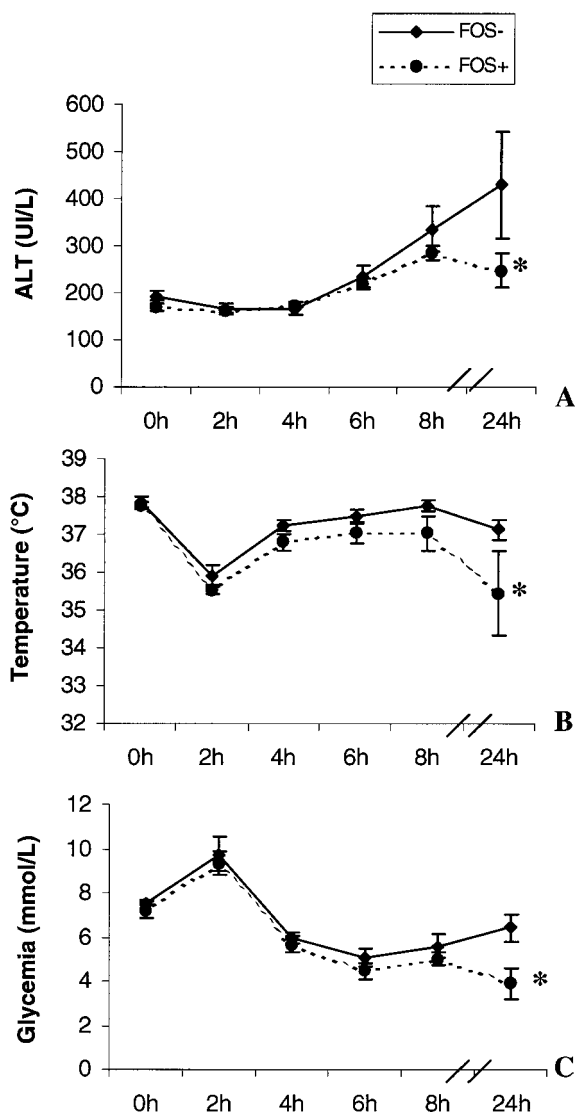 FOS-
FOS+
ALT (UI/L)
600
500
400
300
200
100
0
*
0h 2h 4h 6h 8h 24h
A
Temperature (°C)
39
38
37
36
35
34
33
32
*
0h 2h 4h 6h 8h 24h
B
Glycemia (mmol/L)
12
10
8
6
4
2
0
*
0h 2h 4h 6h 8h 24h
C